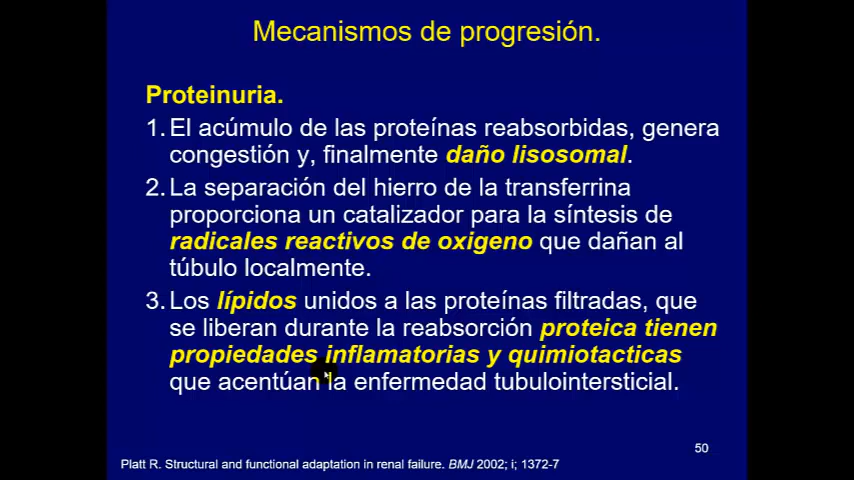 Mecanismos de progresión.
Proteinuria.
1. El acúmulo de las proteínas reabsorbidas, genera
congestión y, finalmente daño lisosomal.
2. La separación del hierro de la transferrina
proporciona un catalizador para la síntesis de
radicales reactivos de oxigeno que dañan al
túbulo localmente.
3. Los lípidos unidos a las proteínas filtradas, que
se liberan durante la reabsorción proteica tienen
propiedades inflamatorias y quimiotacticas
que acentúan la enfermedad tubulointersticial.
50
Platt R. Structural and functional adaptation in renal failure. BMJ 2002; i; 1372-7